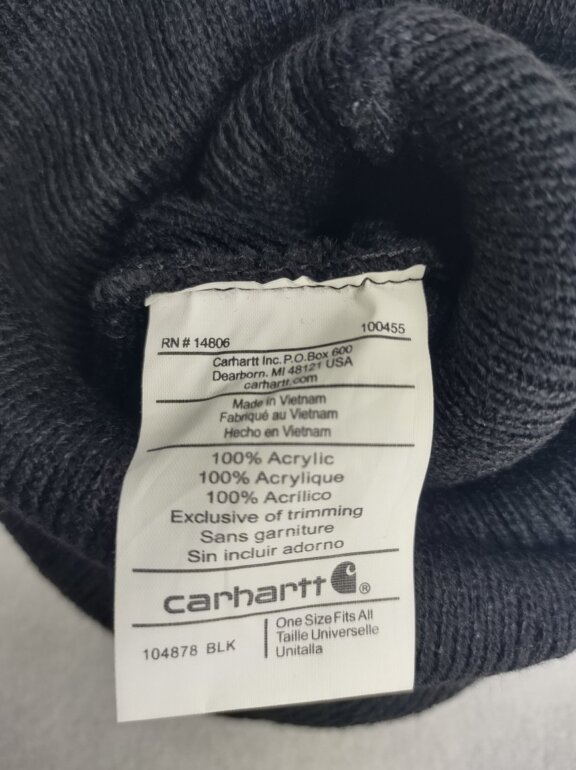 RN # 14806 100455
Carhartt Inc. P.O.Box 600
Dearborn. MI 48121 USA
carhartt.com
Made in Vietnam
Fabriqué au Vietnam
Hecho en Vietnam
100% Acrylic
100% Acrylique
100% Acrílico
Exclusive of trimming
Sans garniture
Sin incluir adorno
carhartt ®
104878 BLK
One Size Fits All
Taille Universelle
Unitalla